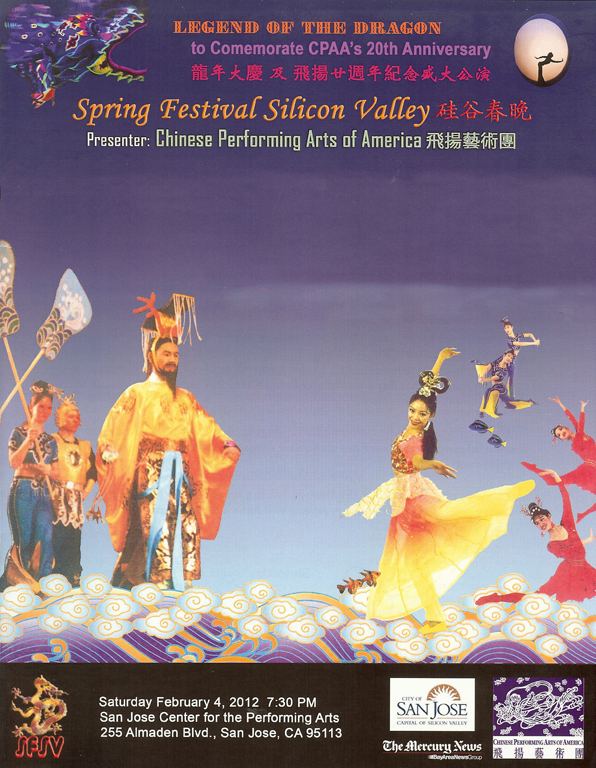 LEGEND OF THE DRAGON
to Comemorate CPAA's 20th Anniversary
龍年大慶 及 飛揚廿週年紀念盛大公演
Spring Festival Silicon Valley 硅谷春晚
Presenter: Chinese Performing Arts of America 飛揚藝術團
SFSV
Saturday February 4, 2012 7:30 PM
San Jose Center for the Performing Arts
255 Almaden Blvd., San Jose, CA 95113
CITY OF
SAN JOSE
CAPITAL OF SILICON VALLEY
The Mercury News
BayAreaNewsGroup
CHINESE PERFORMING ARTS OF AMERICA
飛 揚 藝 術 團